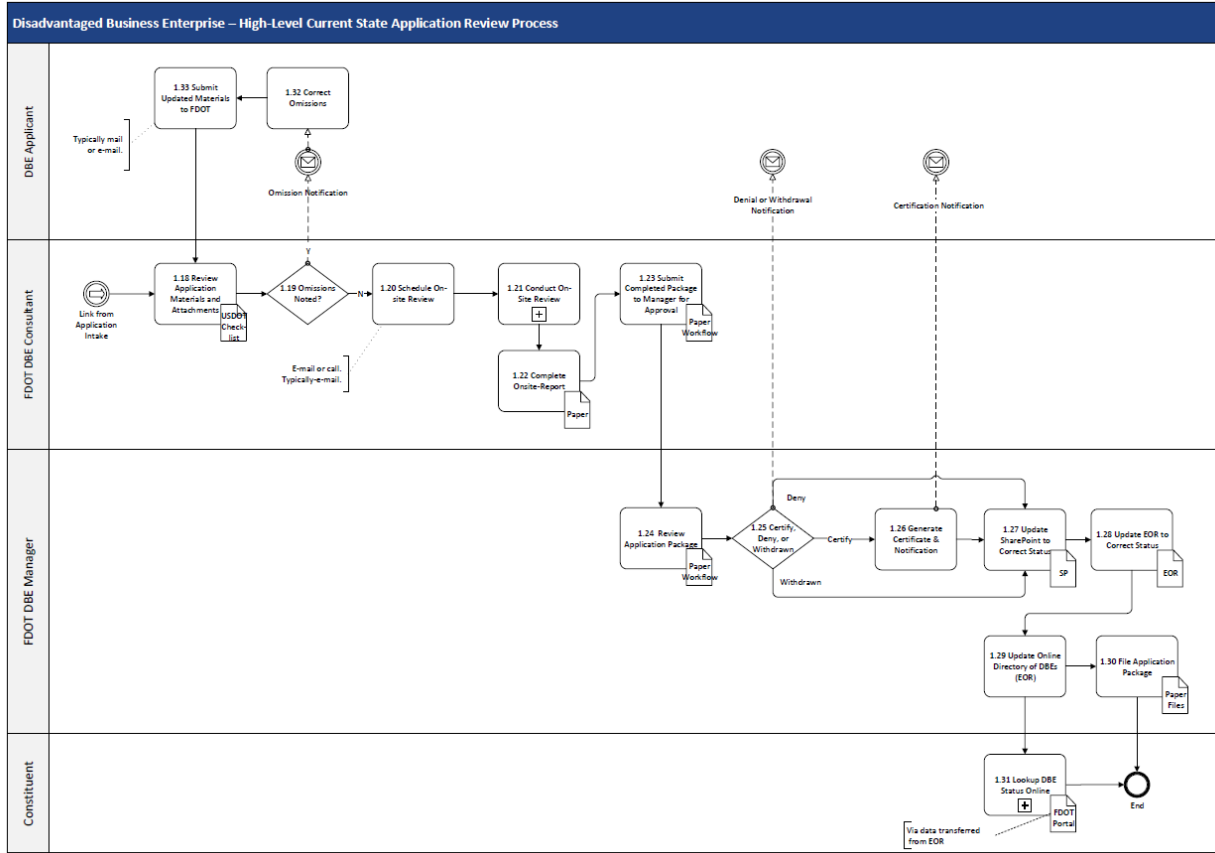 Disadvantaged Business Enterprise – High-Level Current State Application Review Process
DBE Applicant
1.33 Submit
Updated Materials
to FDOT
1.32 Correct
Omissions
Typically mail
or e-mail.
Omission Notification
Denial or Withdrawal
Notification
Certification Notification
FDOT DBE Consultant
Link from
Application
Intake
1.18 Review
Application
Materials and
Attachments
USDOT
Check-
list
Y
1.19 Omissions
Noted?
N
1.20 Schedule On-
site Review
E-mail or call.
Typically-e-mail.
1.21 Conduct On-
Site Review
1.22 Complete
Onsite-Report
Paper
1.23 Submit
Completed Package
to Manager for
Approval
Paper
Workflow
FDOT DBE Manager
1.24 Review
Application Package
Paper
Workflow
1.25 Certify,
Deny, or
Withdrawn
Deny
Certify
Withdrawn
1.26 Generate
Certificate &
Notification
1.27 Update
SharePoint to
Correct Status
SP
1.28 Update EOR to
Correct Status
EOR
1.29 Update Online
Directory of DBEs
(EOR)
1.30 File Application
Package
Paper
Files
Constituent
1.31 Lookup DBE
Status Online
FDOT
Portal
End
Via data transferred
from EOR